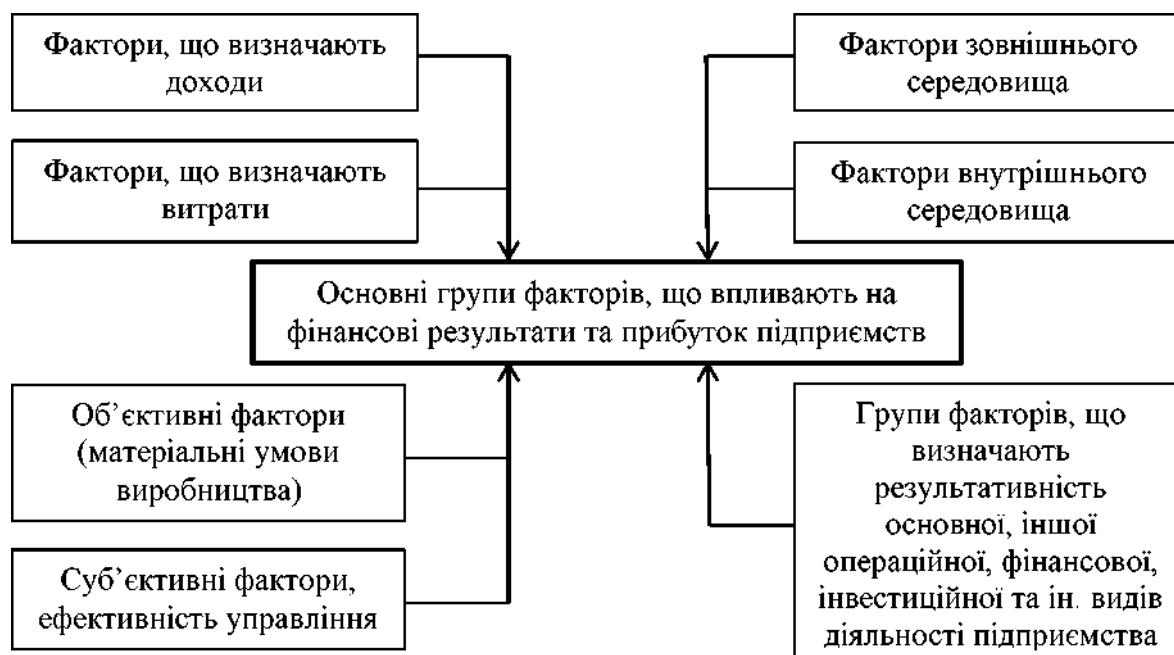 Фактори, що визначають
доходи
Фактори зовнішнього
середовища
Фактори, що визначають
витрати
Фактори внутрішнього
середовища
Основні групи факторів, що впливають на
фінансові результати та прибуток підприємств
Об’єктивні фактори
(матеріальні умови
виробництва)
Суб’єктивні фактори,
ефективність управління
Групи факторів, що
визначають
результативність
основної, іншої
операційної, фінансової,
інвестиційної та ін. видів
діяльності підприємства